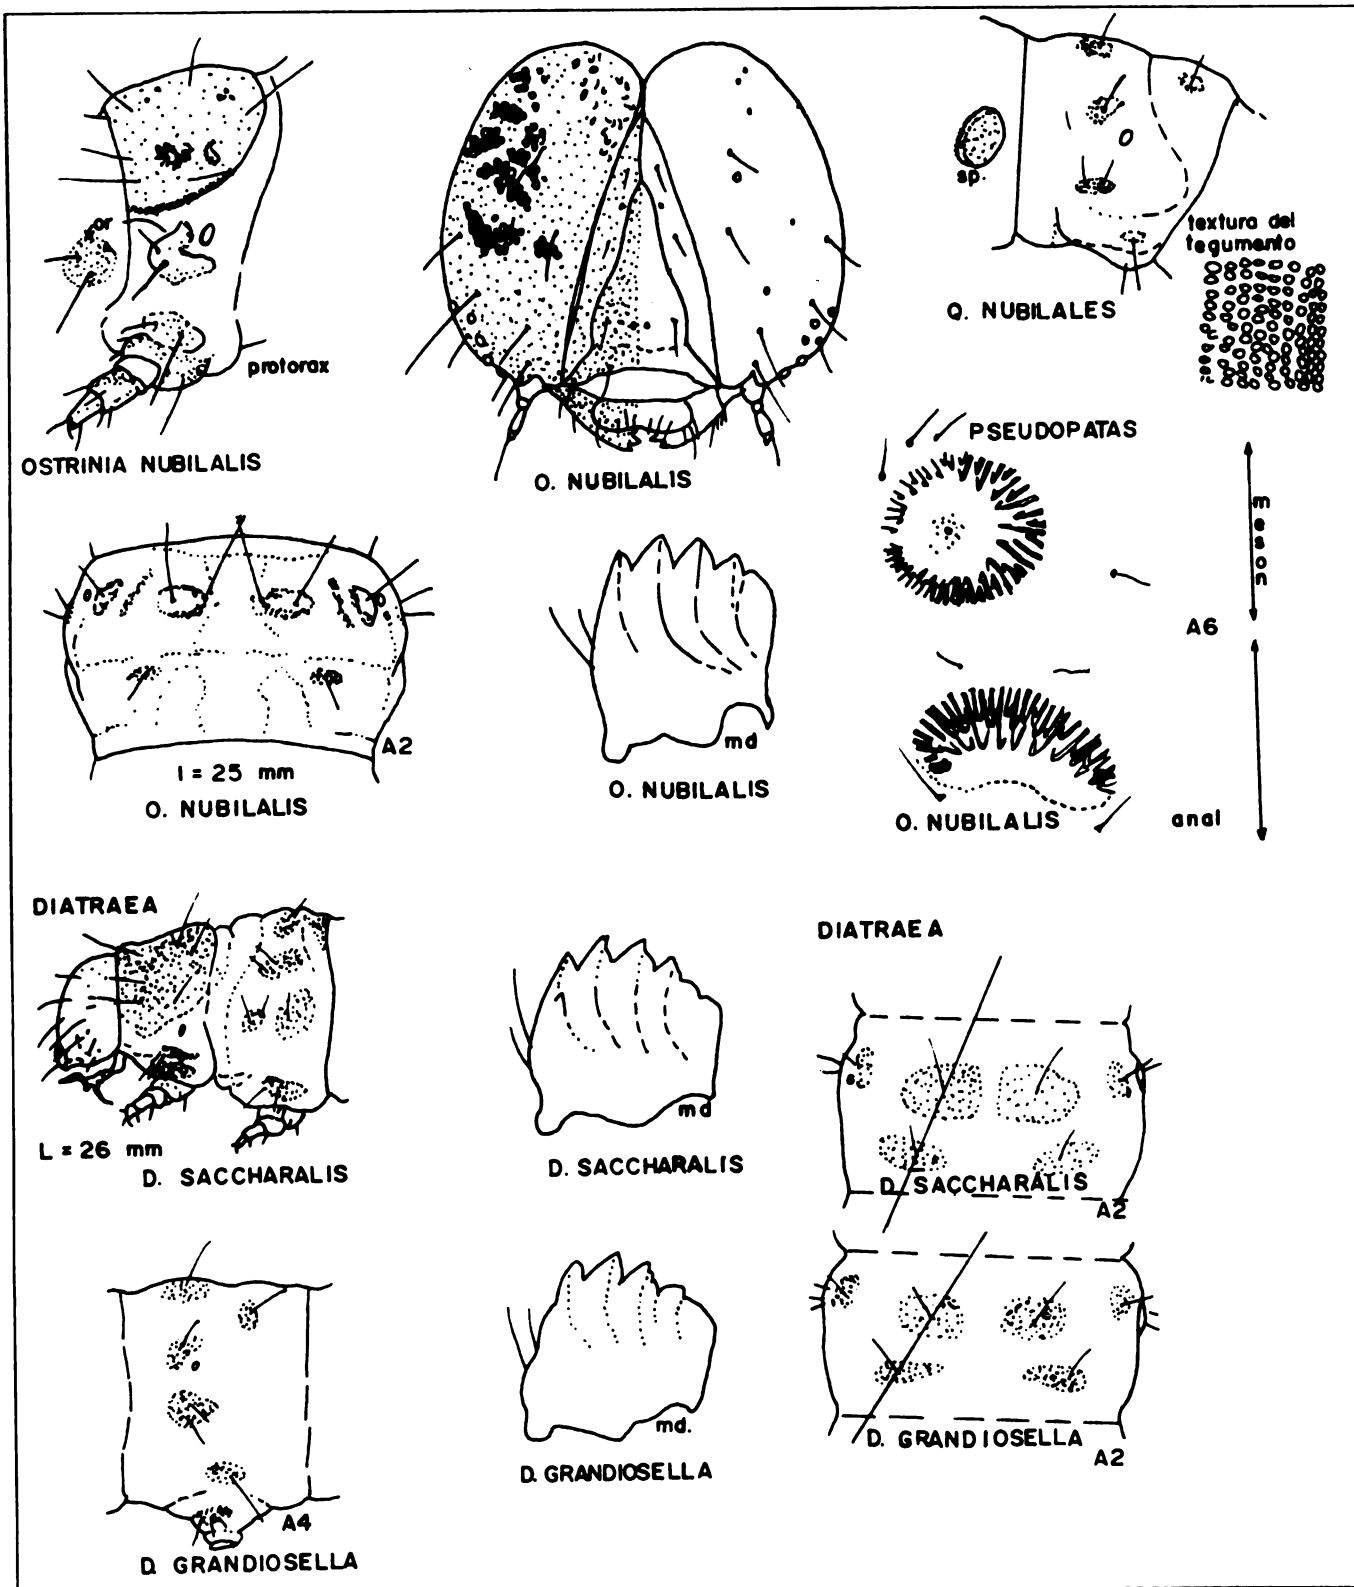 or
protorax
OSTRINIA NUBILALIS
O. NUBILALIS
sp.
textura del
tegumento
O. NUBILALES
PSEUDOPATAS
meson
A6
A2
l = 25 mm
O. NUBILALIS
md
O. NUBILALIS
O. NUBILALIS
anal
DIATRAEA
L = 26 mm
D. SACCHARALIS
md
D. SACCHARALIS
DIATRAEA
D. SACCHARALIS
A2
A4
D. GRANDIOSELLA
md.
D. GRANDIOSELLA
D. GRANDIOSELLA
A2